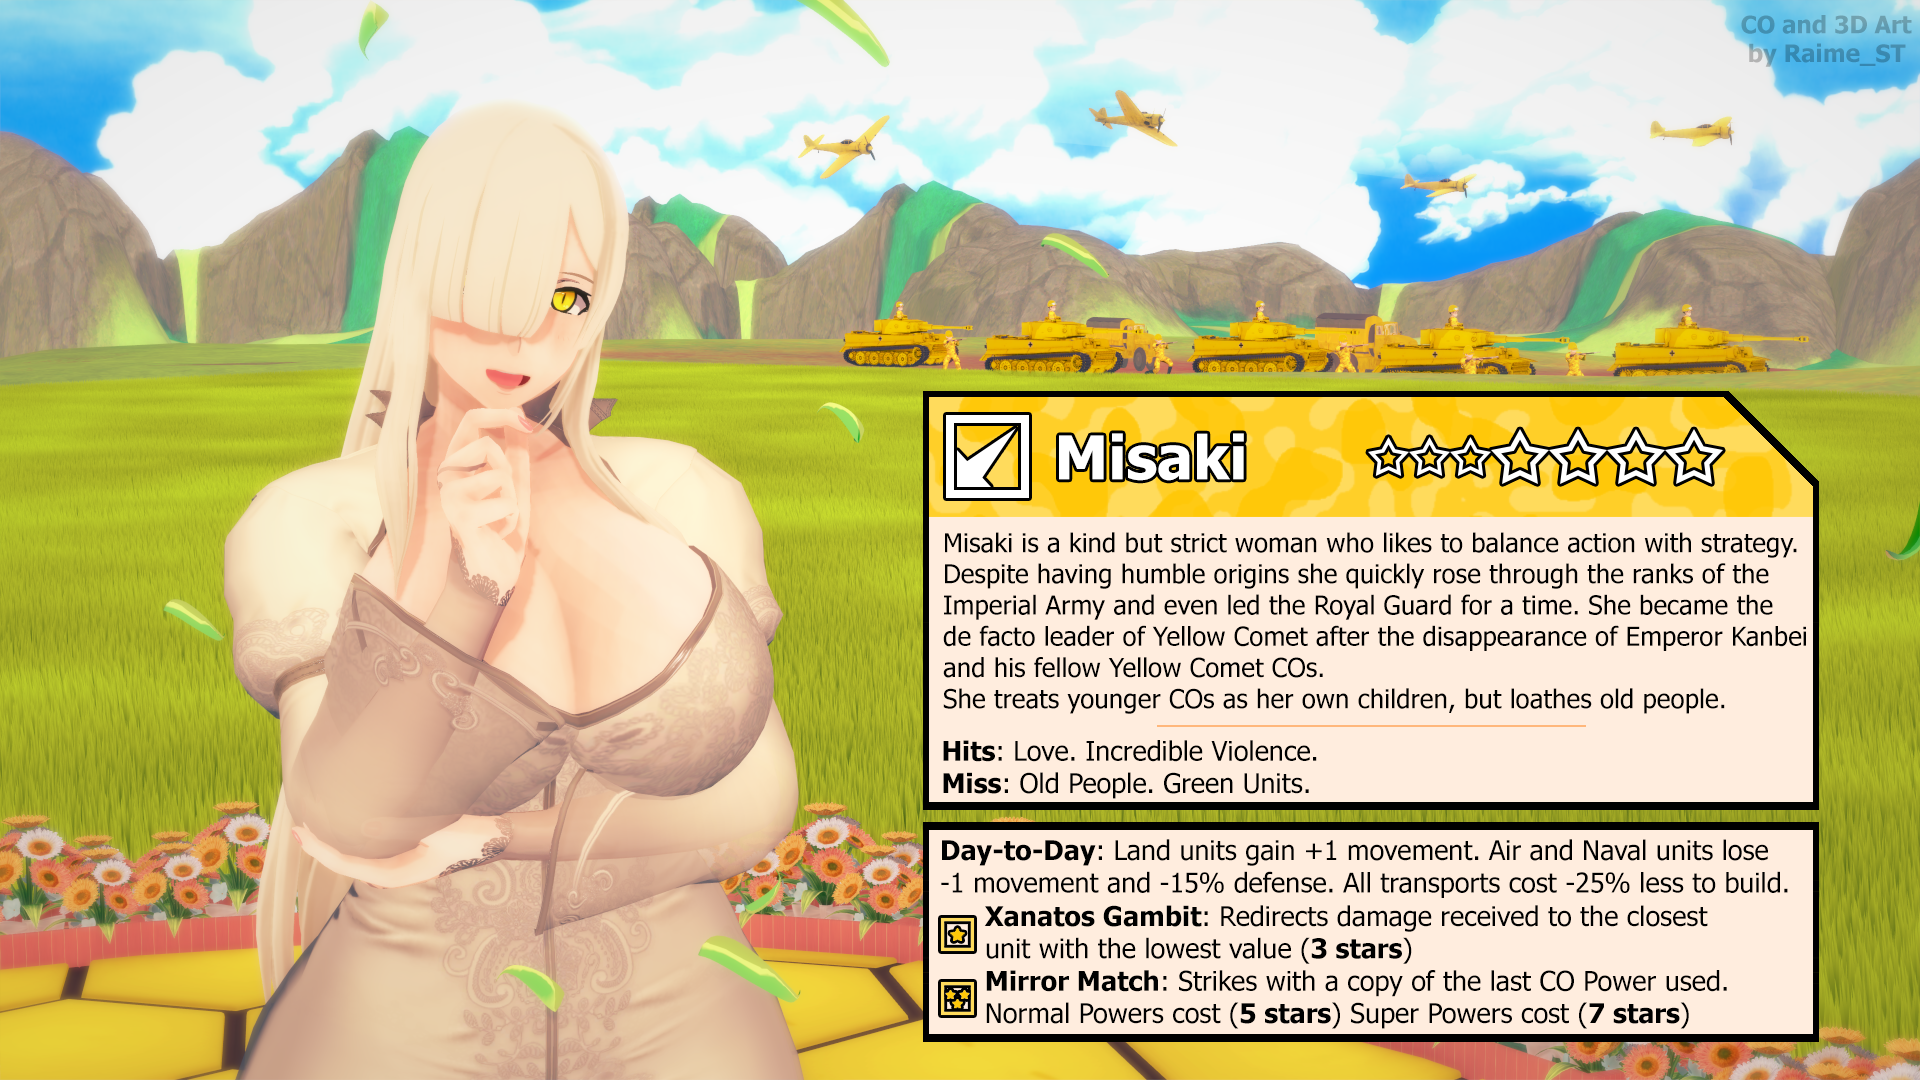 CO and 3D Art
by Raime_ST
Misaki
Misaki is a kind but strict woman who likes to balance action with strategy.
Despite having humble origins she quickly rose through the ranks of the
Imperial Army and even led the Royal Guard for a time. She became the
de facto leader of Yellow Comet after the disappearance of Emperor Kanbei
and his fellow Yellow Comet COs.
She treats younger COs as her own children, but loathes old people.
Hits: Love. Incredible Violence.
Miss: Old People. Green Units.
Day-to-Day: Land units gain +1 movement. Air and Naval units lose
-1 movement and -15% defense. All transports cost -25% less to build.
Xanatos Gambit: Redirects damage received to the closest
unit with the lowest value (3 stars)
Mirror Match: Strikes with a copy of the last CO Power used.
Normal Powers cost (5 stars) Super Powers cost (7 stars)